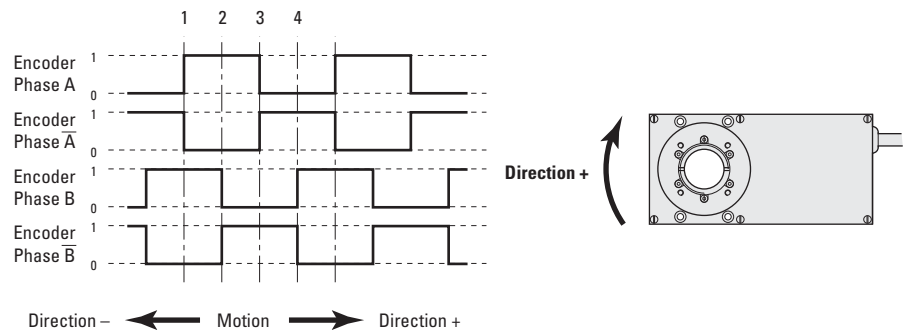 1 2 3 4
Encoder
Phase A
1
0
Encoder
Phase A̅
1
0
Encoder
Phase B
1
0
Encoder
Phase B̅
1
0
Direction – Motion Direction +
Direction +